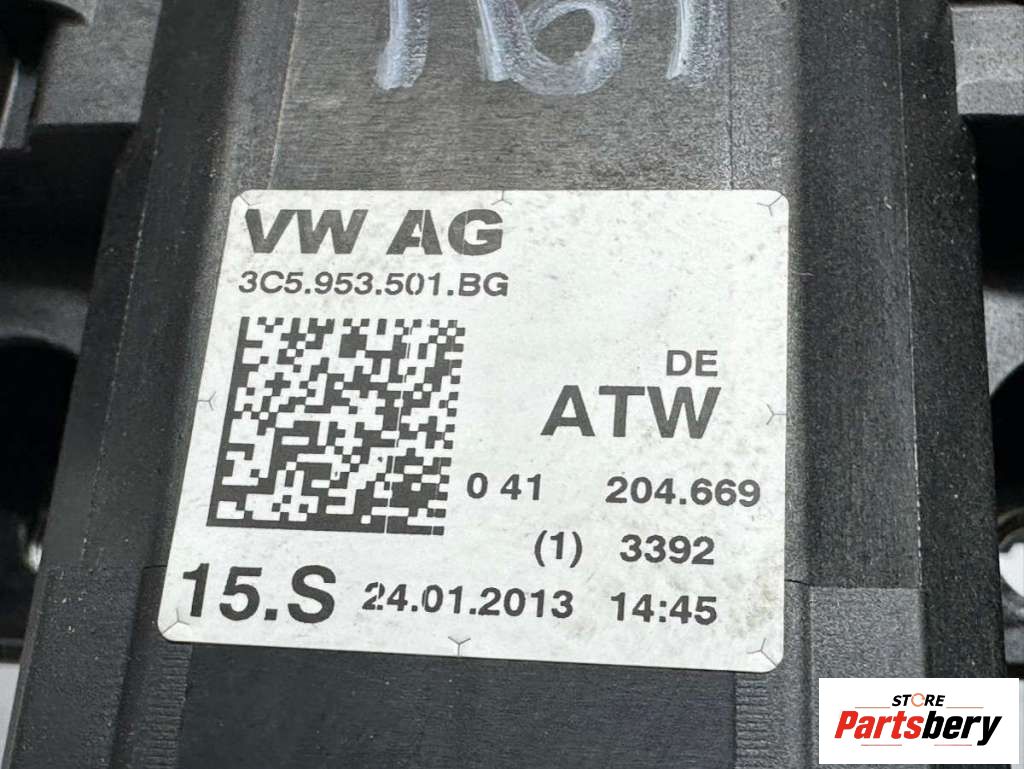 161
VW AG
3C5.953.501.BG
DE
ATW
0 41 204.669
(1) 3392
15.S 24.01.2013 14:45
STORE
Partsbery